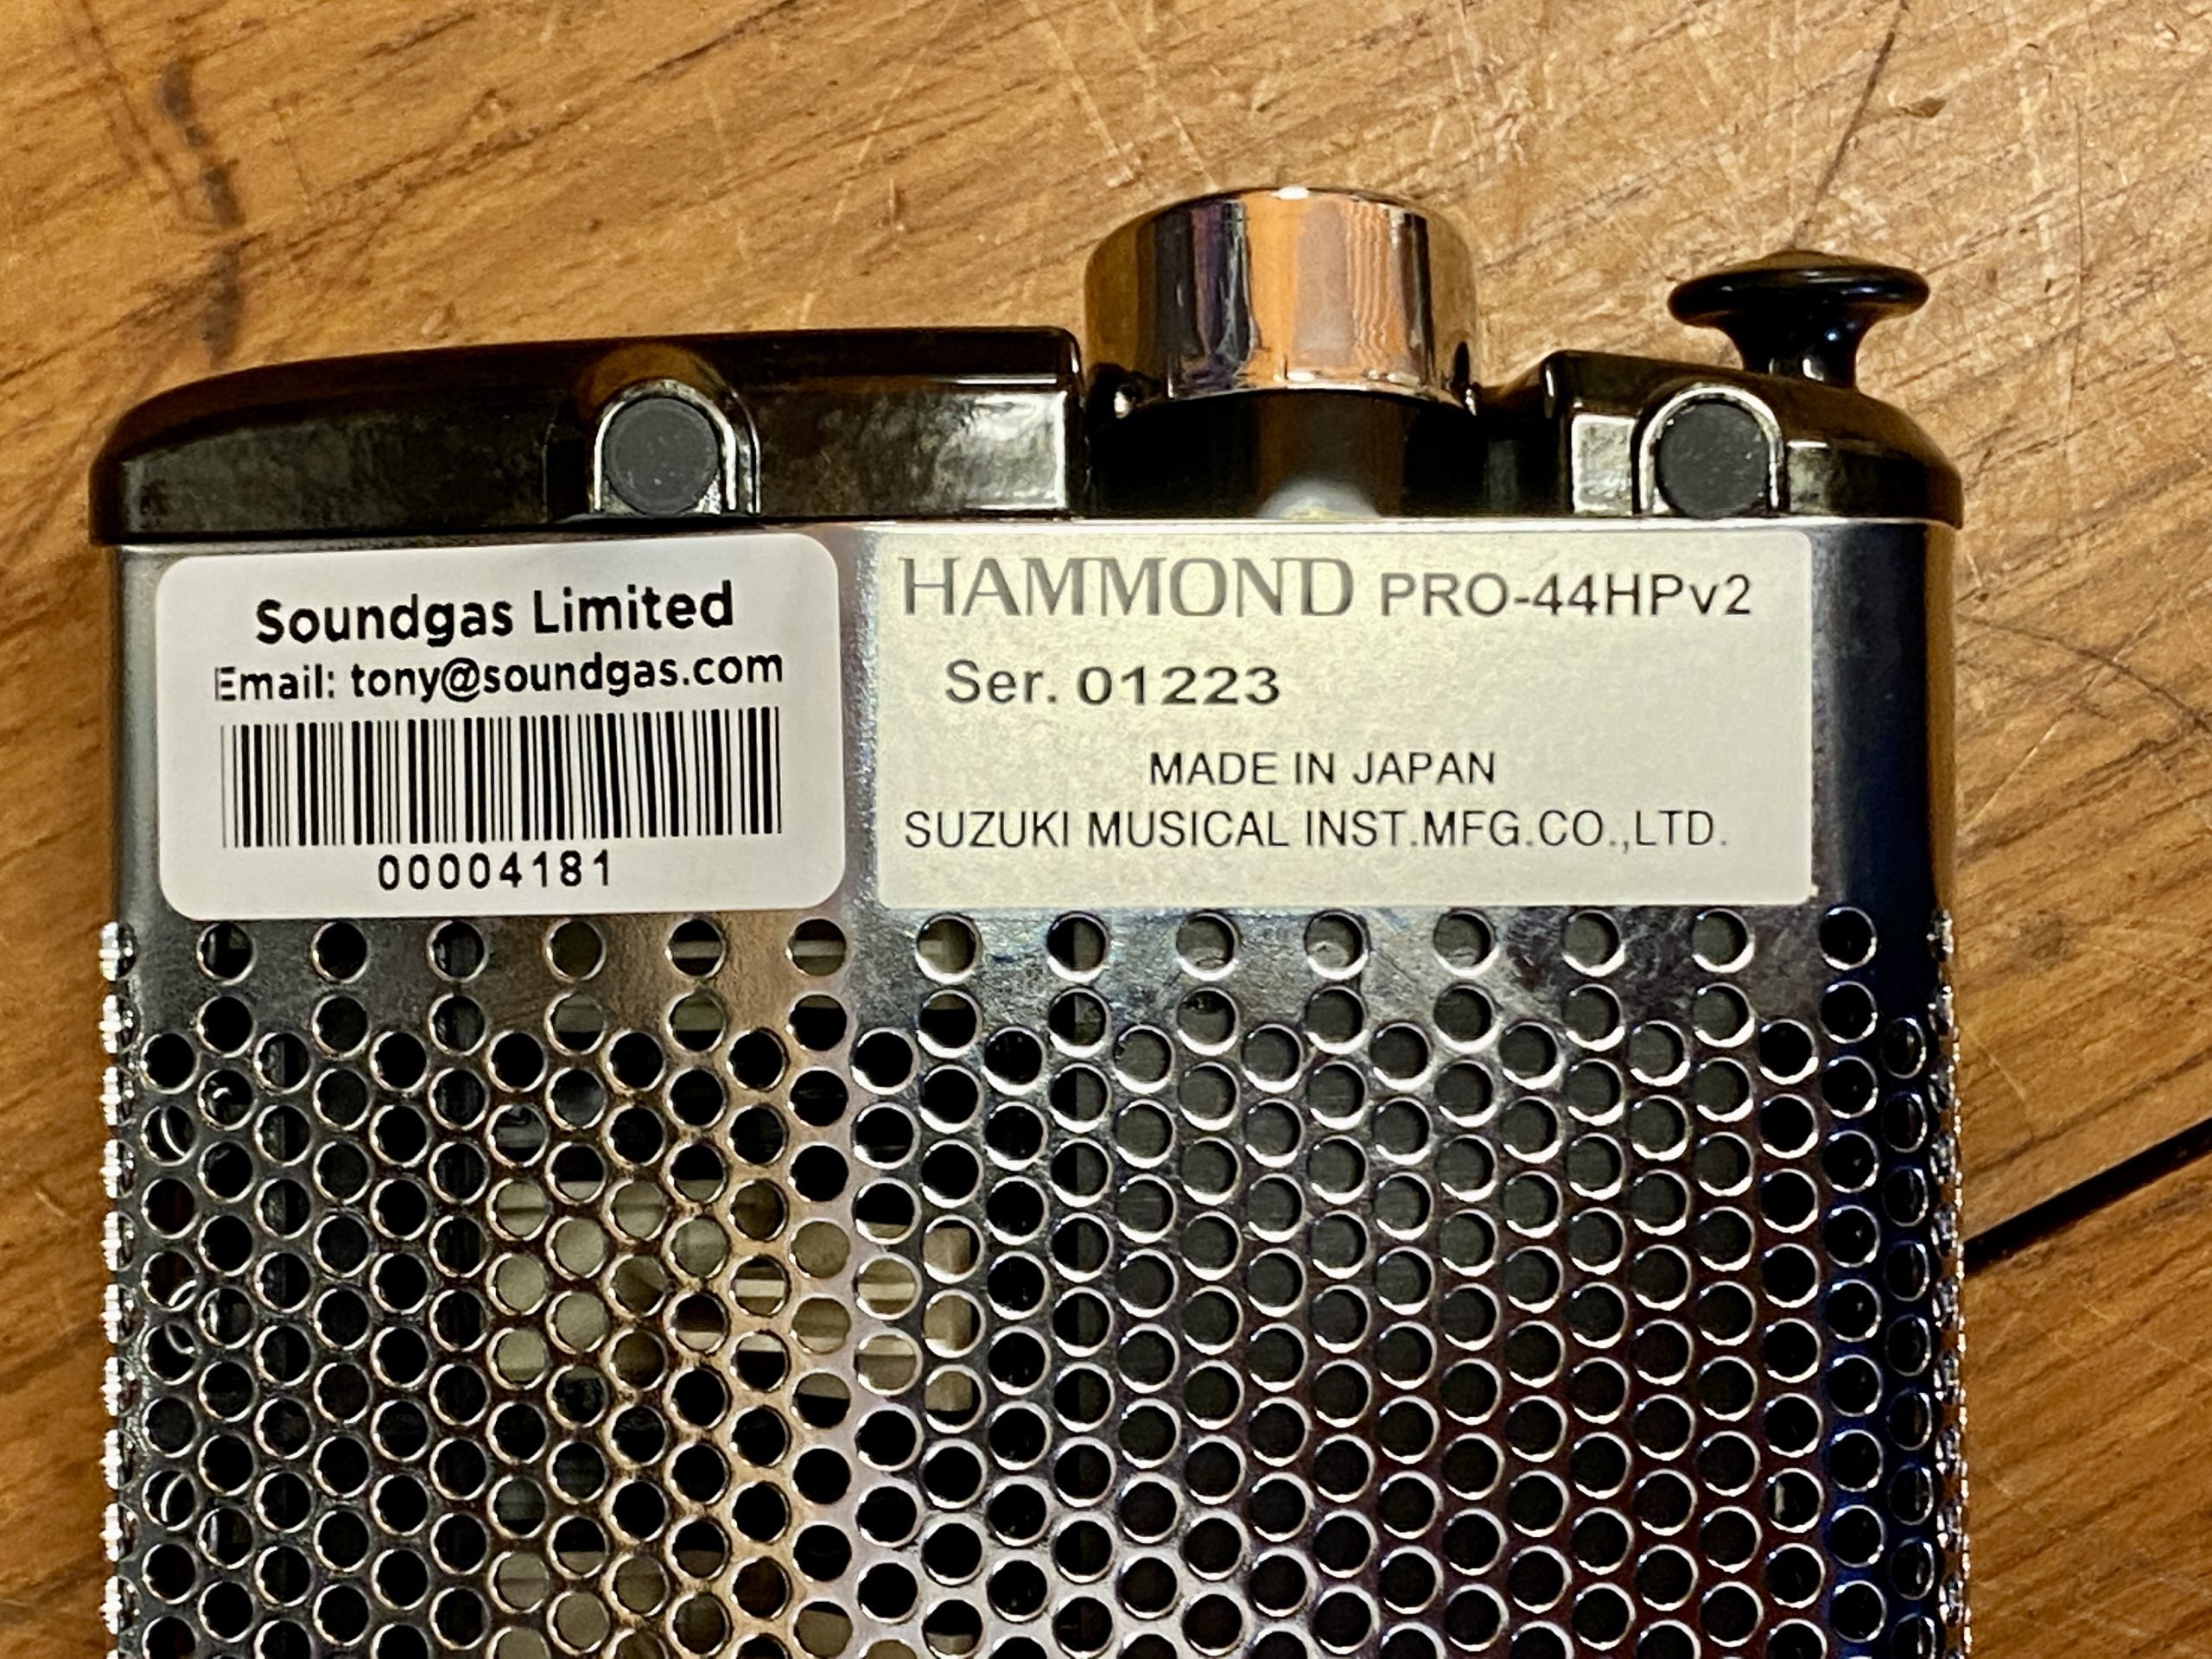 Soundgas Limited
Email: tony@soundgas.com
00004181
HAMMOND PRO-44HPv2
Ser. 01223
MADE IN JAPAN
SUZUKI MUSICAL INST.MFG.CO.,LTD.